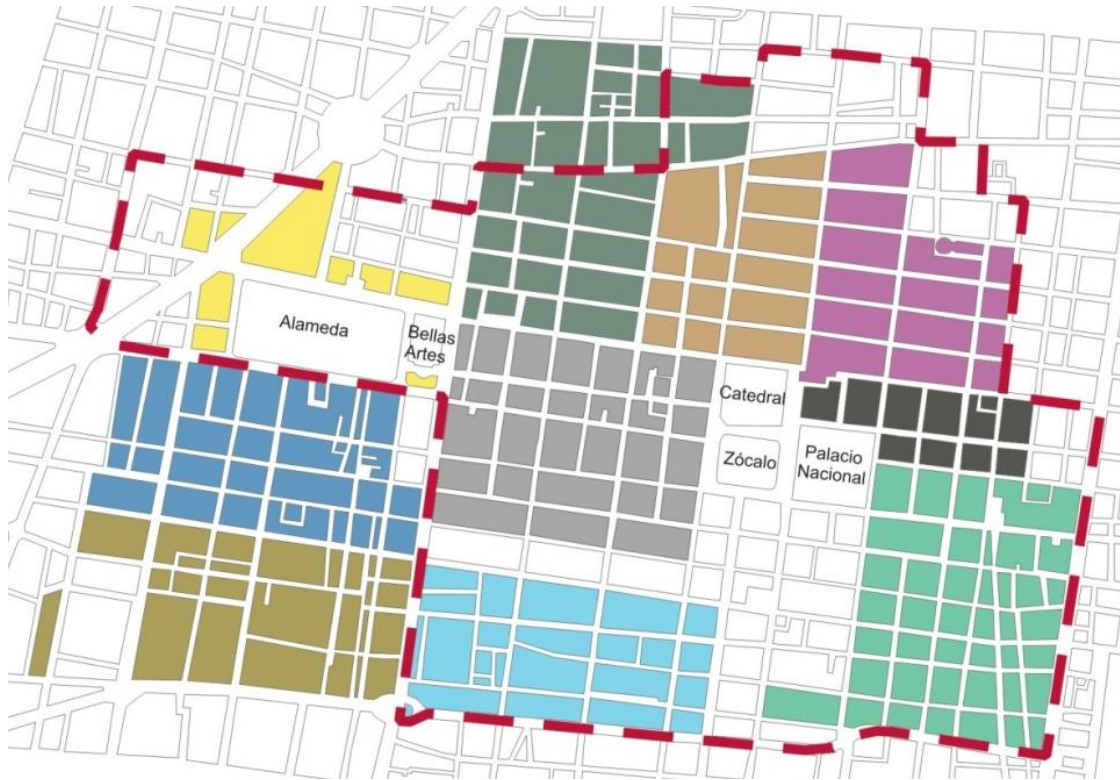 Alameda
Bellas
Artes
Catedral
Zócalo
Palacio
Nacional